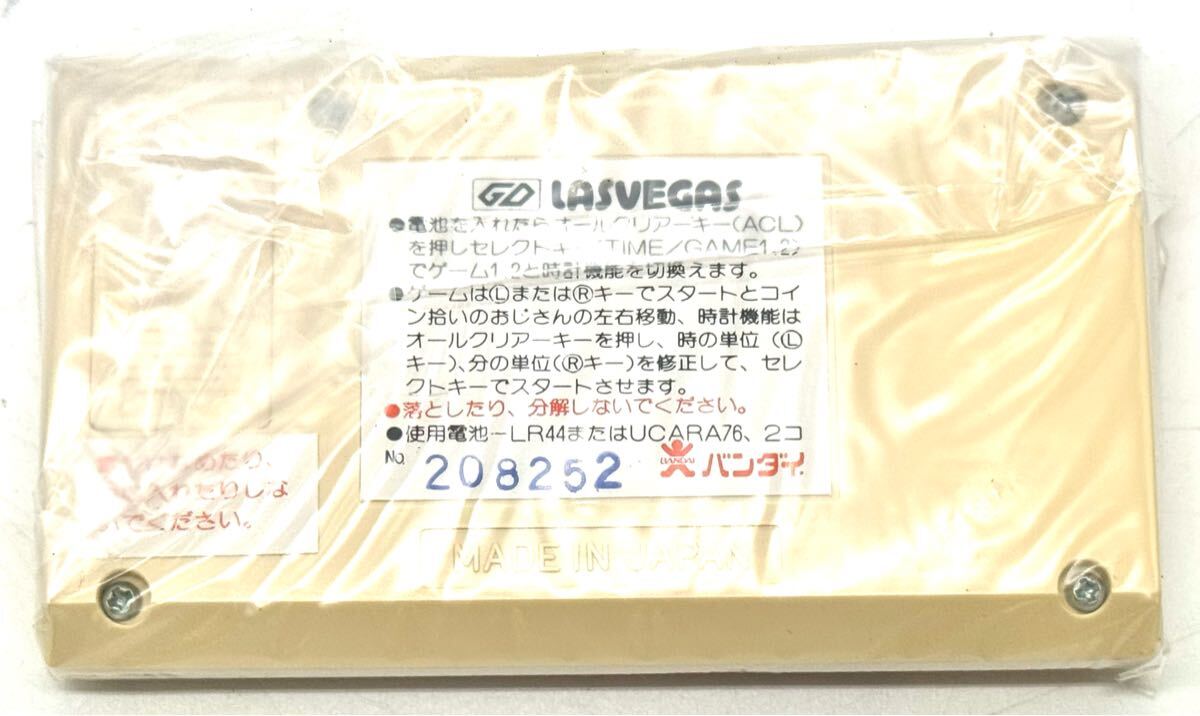 GD LASVEGAS
●電池を入れたらオールクリアーキー(ACL)
を押しセレクトキー(TIME/GAME1,2)
でゲーム1,2と時計機能を切換えます。
●ゲームはⓁまたはⓇキーでスタートとコイ
ン拾いのおじさんの左右移動、時計機能は
オールクリアーキーを押し、時の単位(Ⓛ
キー)、分の単位(Ⓡキー)を修正して、セレ
クトキーでスタートさせます。
●落としたり、分解しないでください。
●使用電池-LR44またはUCARA76、2コ
No. 208252 BANDAI バンダイ
めたり、
入れたりしな
いでください。
MADE IN JAPAN